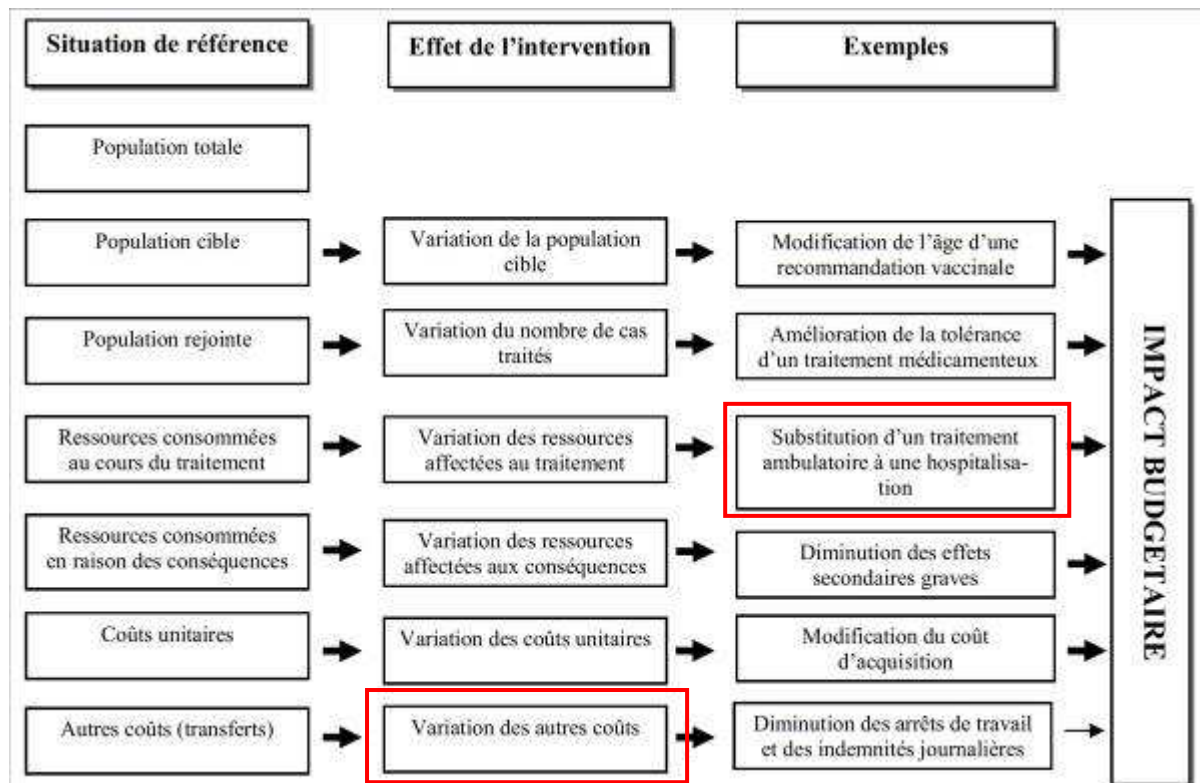 Situation de référence
Effet de l'intervention
Exemples
Population totale
Population cible
Variation de la population
cible
Modification de l'âge d'une
recommandation vaccinale
Population rejointe
Variation du nombre de cas
traités
Amélioration de la tolérance
d'un traitement médicamenteux
Ressources consommées
au cours du traitement
Variation des ressources
affectées au traitement
Substitution d'un traitement
ambulatoire à une hospitalisa-
tion
Ressources consommées
en raison des conséquences
Variation des ressources
affectées aux conséquences
Diminution des effets
secondaires graves
Coûts unitaires
Variation des coûts unitaires
Modification du coût
d'acquisition
Autres coûts (transferts)
Variation des autres coûts
Diminution des arrêts de travail
et des indemnités journalières
IMPACT BUDGETAIRE